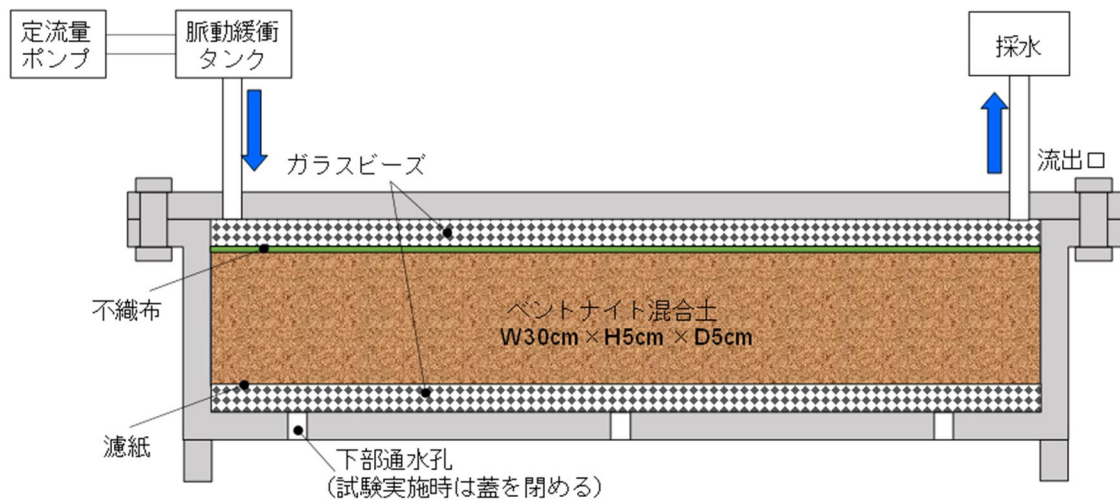 定流量
ポンプ
脈動緩衝
タンク
採水
ガラスビーズ
流出口
不織布
ベントナイト混合土
W30cm×H5cm×D5cm
濾紙
下部通水孔
(試験実施時は蓋を閉める)